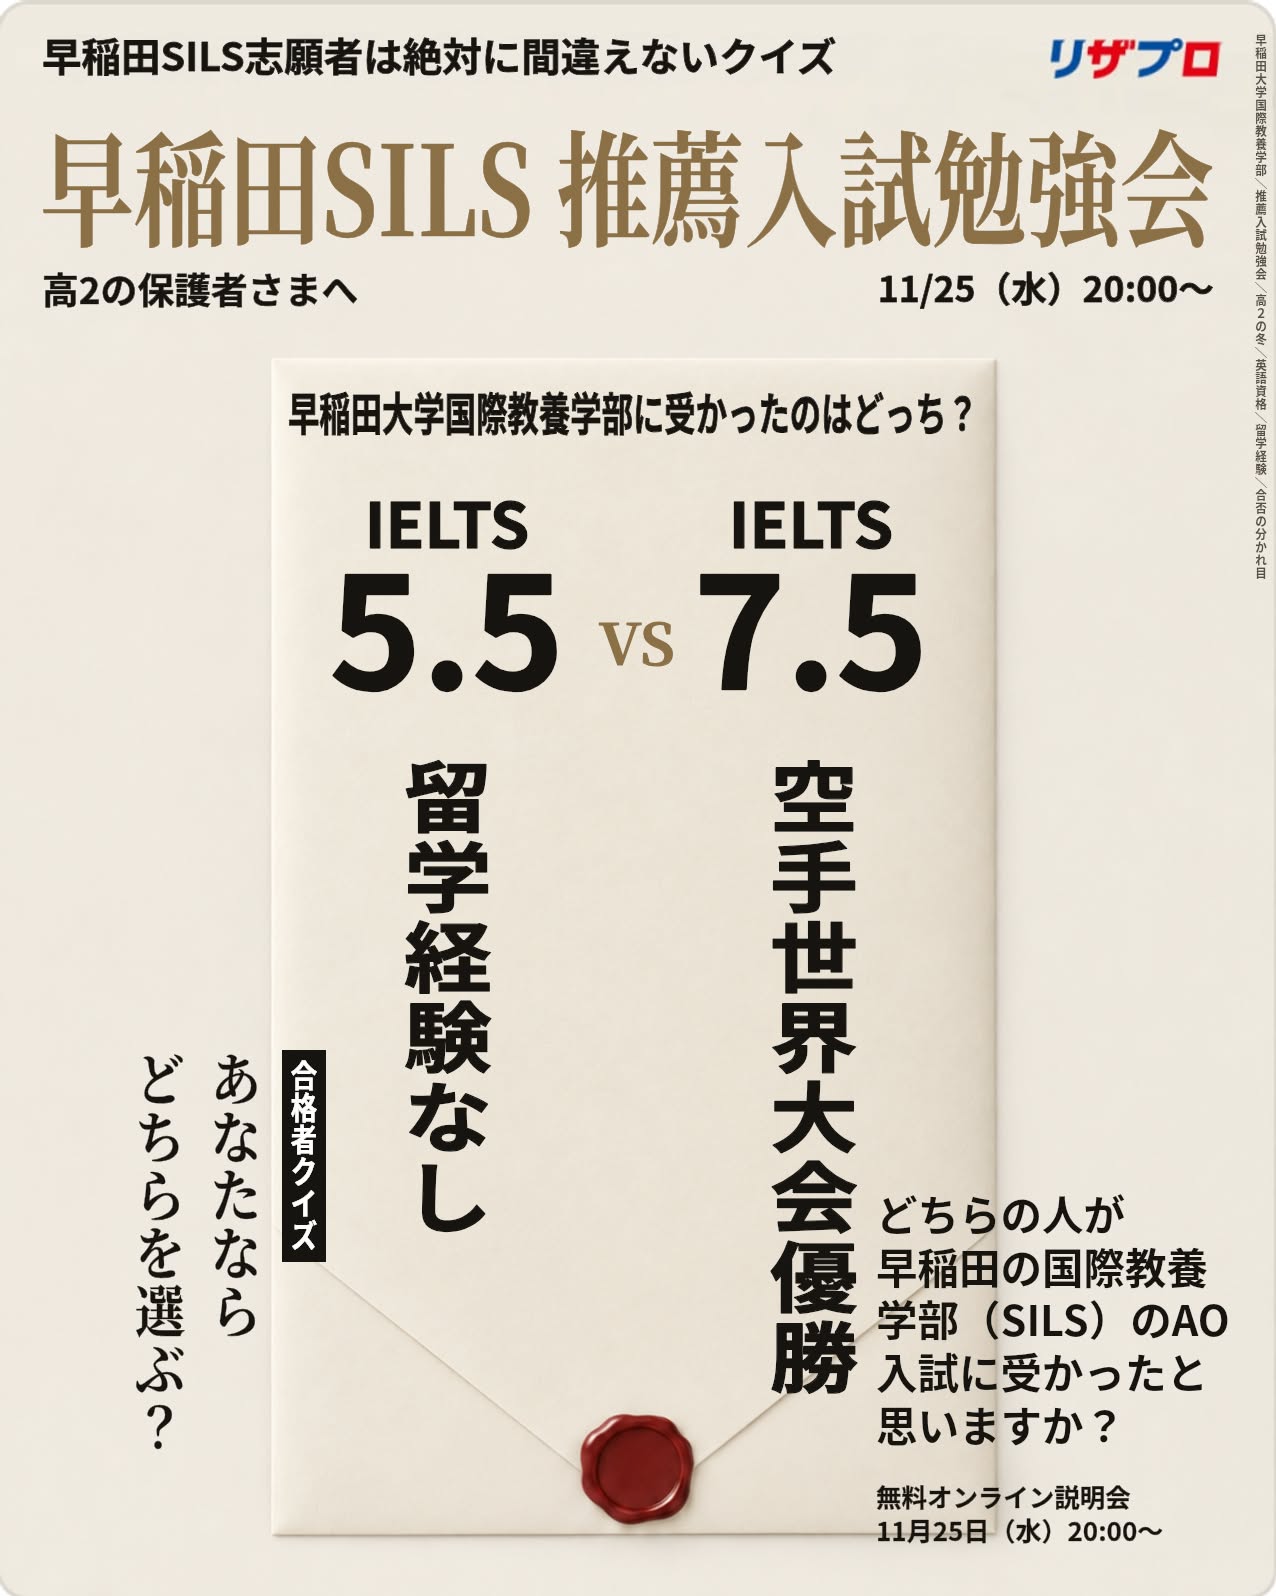 早稲田SILS志願者は絶対に間違えないクイズ
リザプロ
早稲田SILS 推薦入試勉強会
高2の保護者さまへ
11/25（水）20:00〜
早稲田大学国際教養学部／推薦入試勉強会／高2の冬／英語資格／留学経験／合否の分かれ目
早稲田大学国際教養学部に受かったのはどっち？
IELTS
5.5
vs
IELTS
7.5
留学経験なし
空手世界大会優勝
合格者クイズ
あなたなら
どちらを選ぶ？
どちらの人が
早稲田の国際教養
学部（SILS）のAO
入試に受かったと
思いますか？
無料オンライン説明会
11月25日（水）20:00〜